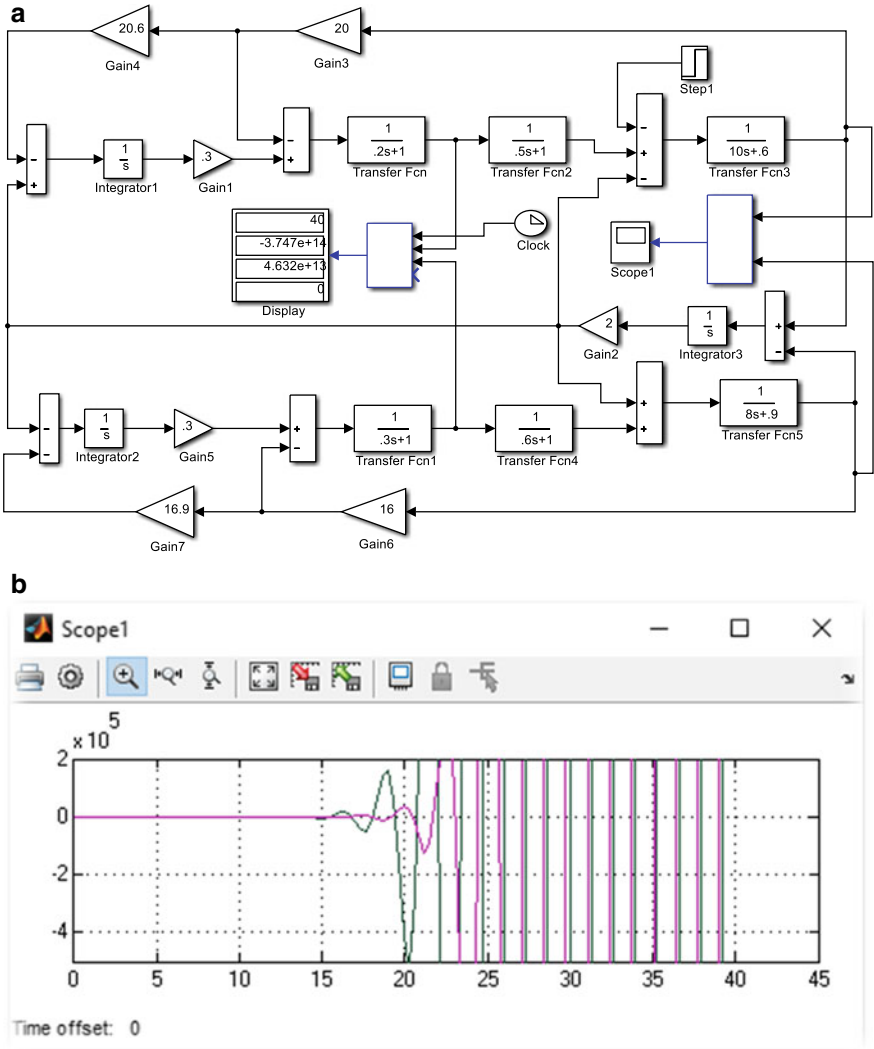 a
20.6
Gain4
20
Gain3
Step1
-
+
1
s
Integrator1
.3
Gain1
-
+
1
.2s+1
Transfer Fcn
1
.5s+1
Transfer Fcn2
-
+
-
1
10s+.6
Transfer Fcn3
40
-3.747e+14
4.632e+13
0
Display
Clock
Scope1
2
Gain2
1
s
Integrator3
+
-
-
-
1
s
Integrator2
.3
Gain5
+
-
1
.3s+1
Transfer Fcn1
1
.6s+1
Transfer Fcn4
+
+
1
8s+.9
Transfer Fcn5
16.9
Gain7
16
Gain6
b
Scope1
x 10^5
2
0
-2
-4
0 5 10 15 20 25 30 35 40 45
Time offset: 0